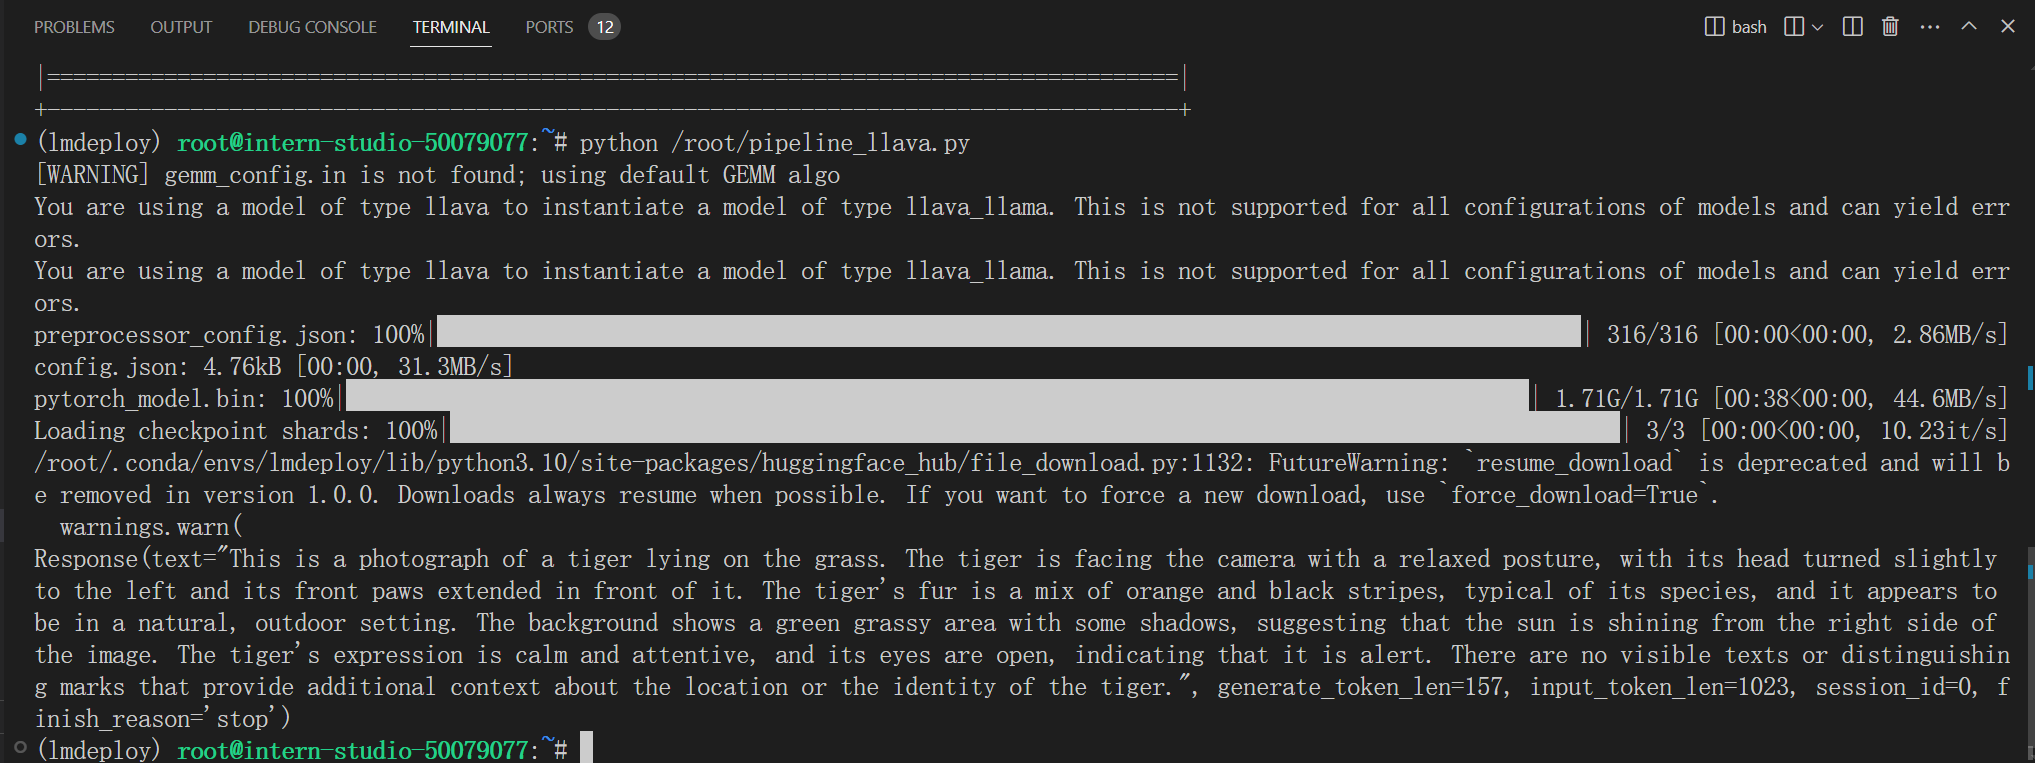 PROBLEMS OUTPUT DEBUG CONSOLE TERMINAL PORTS 12 bash
|=======================================================================================|
+---------------------------------------------------------------------------------------+
(lmdeploy) root@intern-studio-50079077:~# python /root/pipeline_llava.py
[WARNING] gemm_config.in is not found; using default GEMM algo
You are using a model of type llava to instantiate a model of type llava_llama. This is not supported for all configurations of models and can yield err
ors.
You are using a model of type llava to instantiate a model of type llava_llama. This is not supported for all configurations of models and can yield err
ors.
preprocessor_config.json: 100%| | 316/316 [00:00<00:00, 2.86MB/s]
config.json: 4.76kB [00:00, 31.3MB/s]
pytorch_model.bin: 100%| | 1.71G/1.71G [00:38<00:00, 44.6MB/s]
Loading checkpoint shards: 100%| | 3/3 [00:00<00:00, 10.23it/s]
/root/.conda/envs/lmdeploy/lib/python3.10/site-packages/huggingface_hub/file_download.py:1132: FutureWarning: `resume_download` is deprecated and will b
e removed in version 1.0.0. Downloads always resume when possible. If you want to force a new download, use `force_download=True`.
  warnings.warn(
Response(text="This is a photograph of a tiger lying on the grass. The tiger is facing the camera with a relaxed posture, with its head turned slightly
to the left and its front paws extended in front of it. The tiger's fur is a mix of orange and black stripes, typical of its species, and it appears to
be in a natural, outdoor setting. The background shows a green grassy area with some shadows, suggesting that the sun is shining from the right side of
the image. The tiger's expression is calm and attentive, and its eyes are open, indicating that it is alert. There are no visible texts or distinguishin
g marks that provide additional context about the location or the identity of the tiger.", generate_token_len=157, input_token_len=1023, session_id=0, f
inish_reason='stop')
(lmdeploy) root@intern-studio-50079077:~#